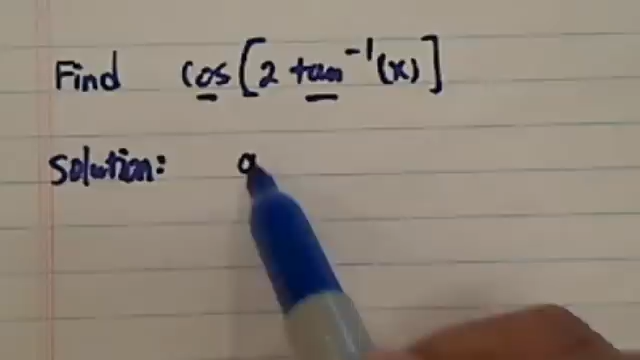 Find cos[2 tan⁻¹(x)]
Solution: a